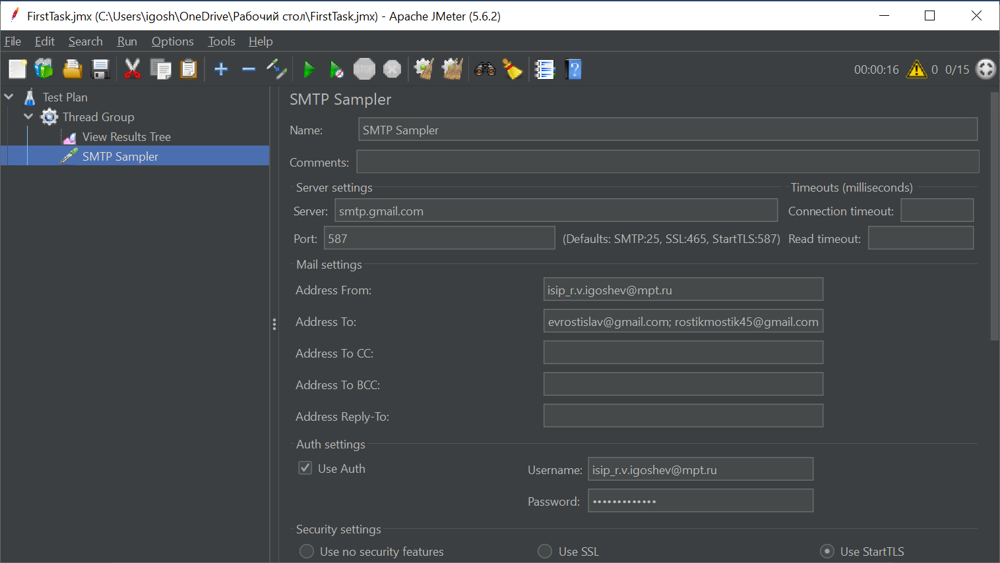 FirstTask.jmx (C:\Users\igosh\OneDrive\Рабочий стол\FirstTask.jmx) - Apache JMeter (5.6.2)
File Edit Search Run Options Tools Help
STOP 00:00:16 0 0/15
Test Plan
Thread Group
View Results Tree
SMTP Sampler
SMTP Sampler
Name: SMTP Sampler
Comments:
Server settings
Server: smtp.gmail.com
Port: 587 (Defaults: SMTP:25, SSL:465, StartTLS:587)
Timeouts (milliseconds)
Connection timeout:
Read timeout:
Mail settings
Address From: isip_r.v.igoshev@mpt.ru
Address To: evrostislav@gmail.com; rostikmostik45@gmail.com
Address To CC:
Address To BCC:
Address Reply-To:
Auth settings
Use Auth
Username: isip_r.v.igoshev@mpt.ru
Password: •••••••••••••
Security settings
Use no security features Use SSL Use StartTLS